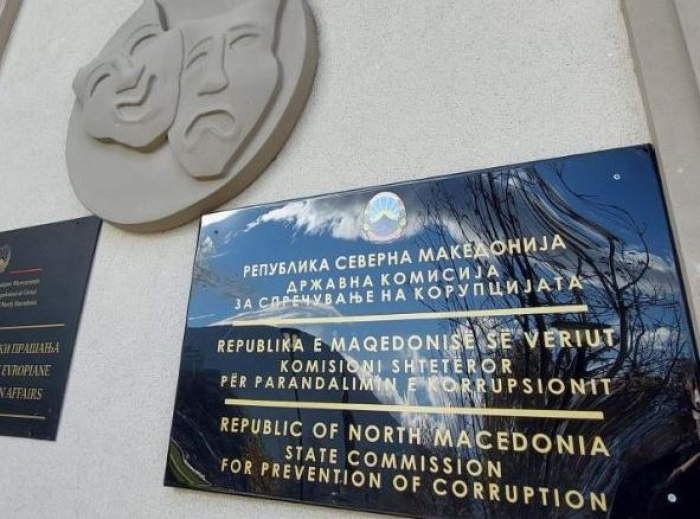 РЕПУБЛИКА СЕВЕРНА МАКЕДОНИЈА
ДРЖАВНА КОМИСИЈА
ЗА СПРЕЧУВАЊЕ НА КОРУПЦИЈАТА
REPUBLIKA E MAQEDONISË SË VERIUT
KOMISIONI SHTETËROR
PËR PARANDALIMIN E KORRUPSIONIT
REPUBLIC OF NORTH MACEDONIA
STATE COMMISSION
FOR PREVENTION OF CORRUPTION
ПРАШАЊА
EVROPIANE
AFFAIRS